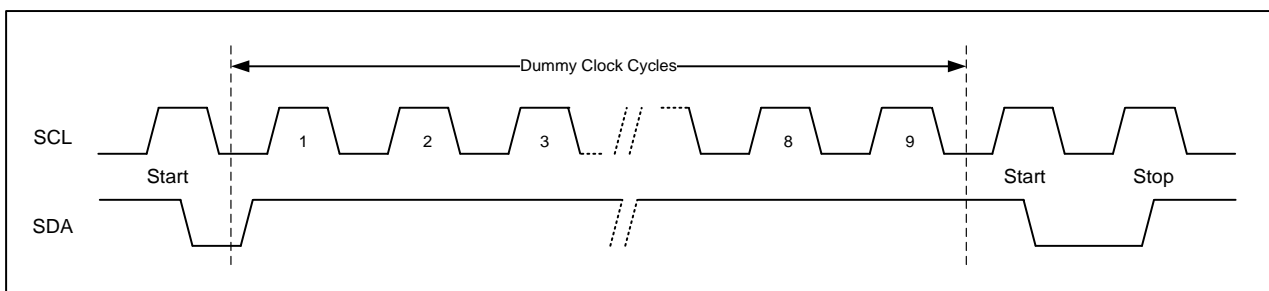 Dummy Clock Cycles
SCL
1 2 3 8 9
Start Start Stop
SDA